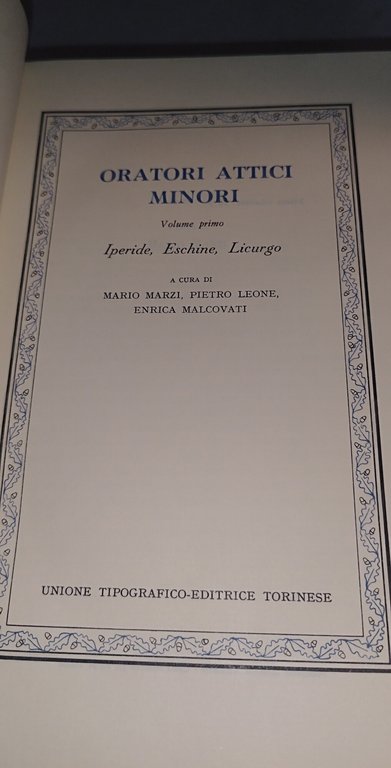 ORATORI ATTICI
MINORI
Volume primo
Iperide, Eschine, Licurgo
A CURA DI
MARIO MARZI, PIETRO LEONE,
ENRICA MALCOVATI
UNIONE TIPOGRAFICO-EDITRICE TORINESE